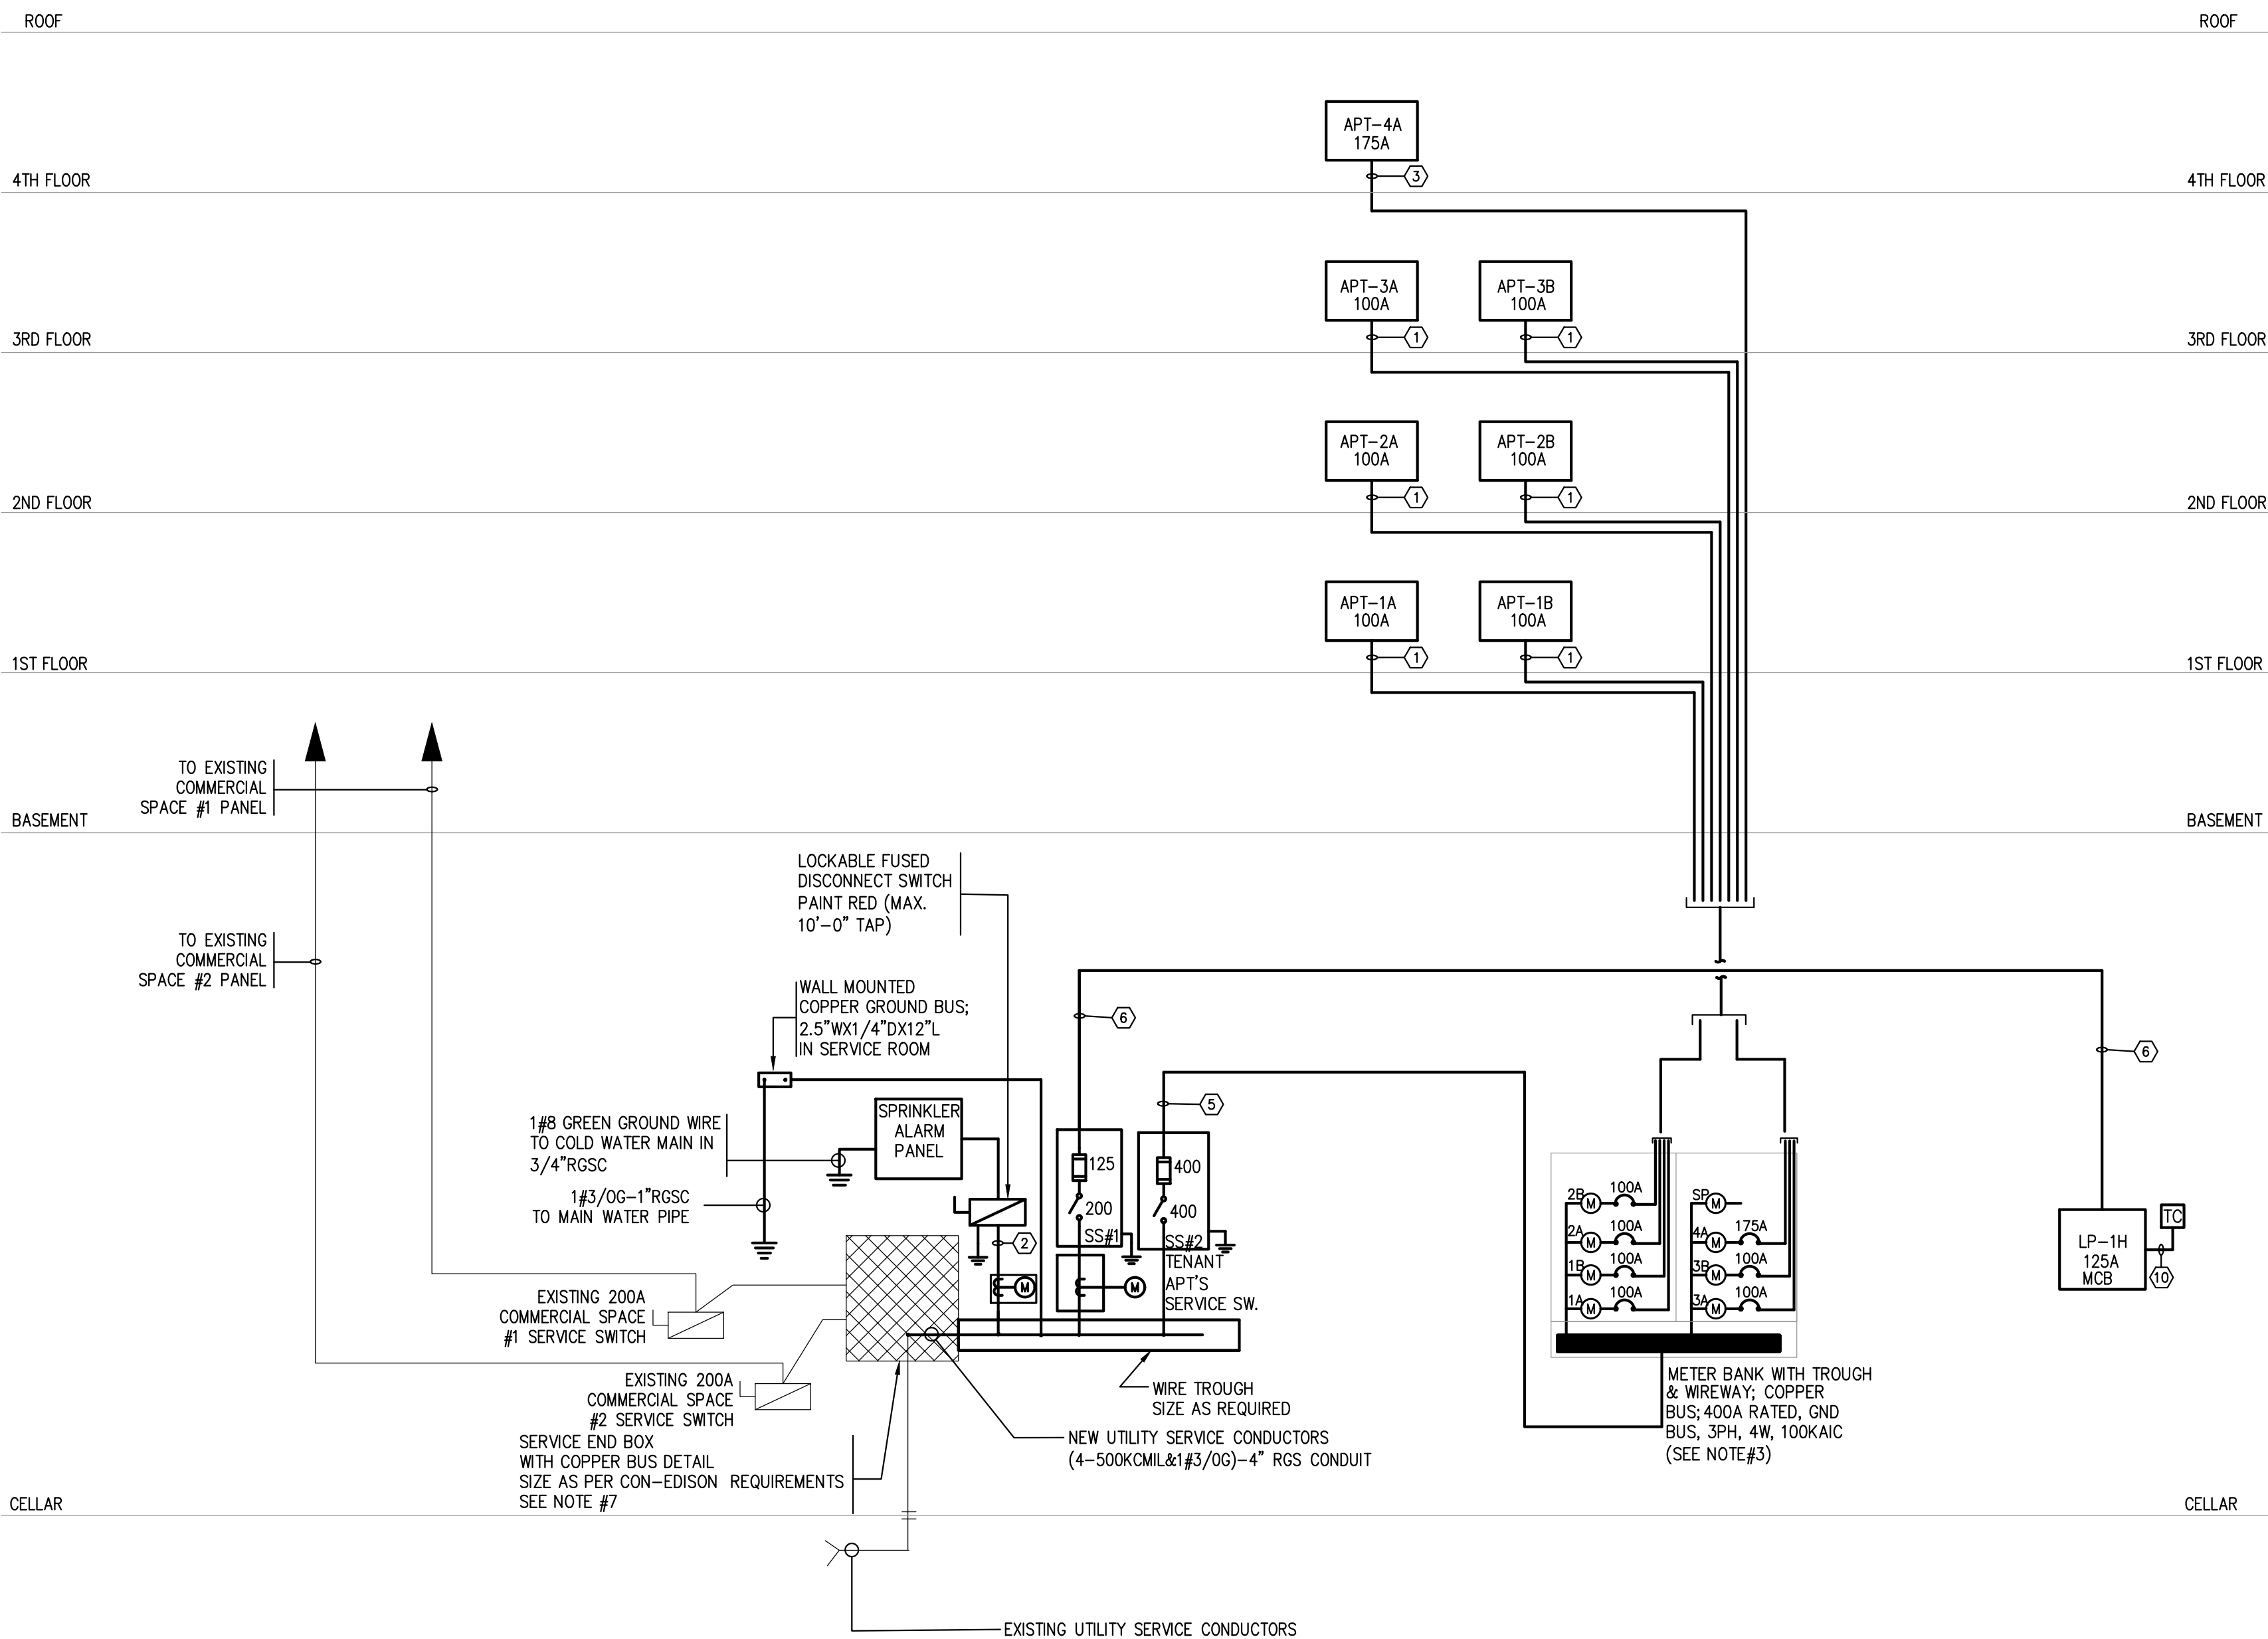 ROOF
ROOF
APT-4A
175A
3
4TH FLOOR
4TH FLOOR
APT-3A
100A
APT-3B
100A
1
1
3RD FLOOR
3RD FLOOR
APT-2A
100A
APT-2B
100A
1
1
2ND FLOOR
2ND FLOOR
APT-1A
100A
APT-1B
100A
1
1
1ST FLOOR
1ST FLOOR
TO EXISTING
COMMERCIAL
SPACE #1 PANEL
BASEMENT
BASEMENT
LOCKABLE FUSED
DISCONNECT SWITCH
PAINT RED (MAX.
10'-0" TAP)
TO EXISTING
COMMERCIAL
SPACE #2 PANEL
WALL MOUNTED
COPPER GROUND BUS;
2.5"WX1/4"DX12"L
IN SERVICE ROOM
6
6
5
1#8 GREEN GROUND WIRE
TO COLD WATER MAIN IN
3/4"RGSC
SPRINKLER
ALARM
PANEL
1#3/0G-1"RGSC
TO MAIN WATER PIPE
125
200
SS#1
400
400
SS#2
TENANT
APT'S
SERVICE SW.
2
M
M
2B
M
100A
2A
M
100A
1B
M
100A
1A
M
100A
SP
M
4A
M
175A
3B
M
100A
3A
M
100A
LP-1H
125A
MCB
TC
10
EXISTING 200A
COMMERCIAL SPACE
#1 SERVICE SWITCH
EXISTING 200A
COMMERCIAL SPACE
#2 SERVICE SWITCH
WIRE TROUGH
SIZE AS REQUIRED
METER BANK WITH TROUGH
& WIREWAY; COPPER
BUS; 400A RATED, GND
BUS, 3PH, 4W, 100KAIC
(SEE NOTE#3)
SERVICE END BOX
WITH COPPER BUS DETAIL
SIZE AS PER CON-EDISON REQUIREMENTS
SEE NOTE #7
NEW UTILITY SERVICE CONDUCTORS
(4-500KCMIL&1#3/0G)-4" RGS CONDUIT
CELLAR
CELLAR
EXISTING UTILITY SERVICE CONDUCTORS